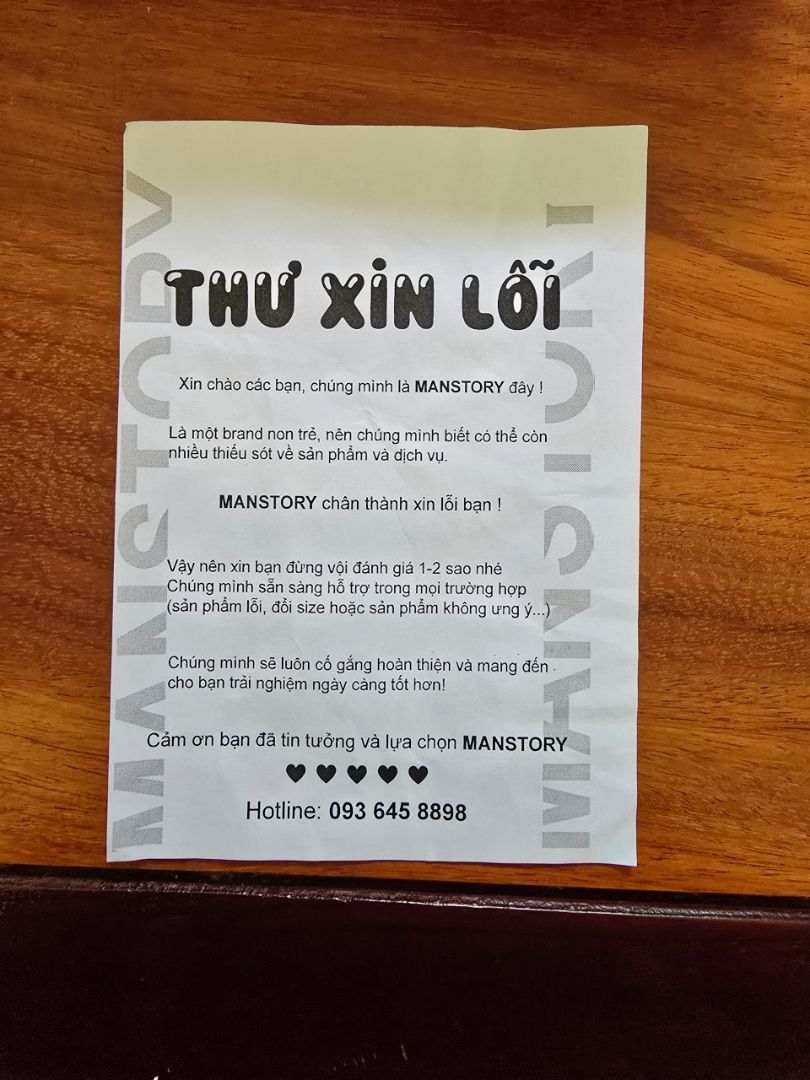 THƯ XIN LỖI
Xin chào các bạn, chúng mình là MANSTORY đây !
Là một brand non trẻ, nên chúng mình biết có thể còn
nhiều thiếu sót về sản phẩm và dịch vụ.
MANSTORY chân thành xin lỗi bạn !
Vậy nên xin bạn đừng vội đánh giá 1-2 sao nhé
Chúng mình sẵn sàng hỗ trợ trong mọi trường hợp
(sản phẩm lỗi, đổi size hoặc sản phẩm không ưng ý...)
Chúng mình sẽ luôn cố gắng hoàn thiện và mang đến
cho bạn trải nghiệm ngày càng tốt hơn!
Cảm ơn bạn đã tin tưởng và lựa chọn MANSTORY
Hotline: 093 645 8898
MANSTORY
MANSTORY